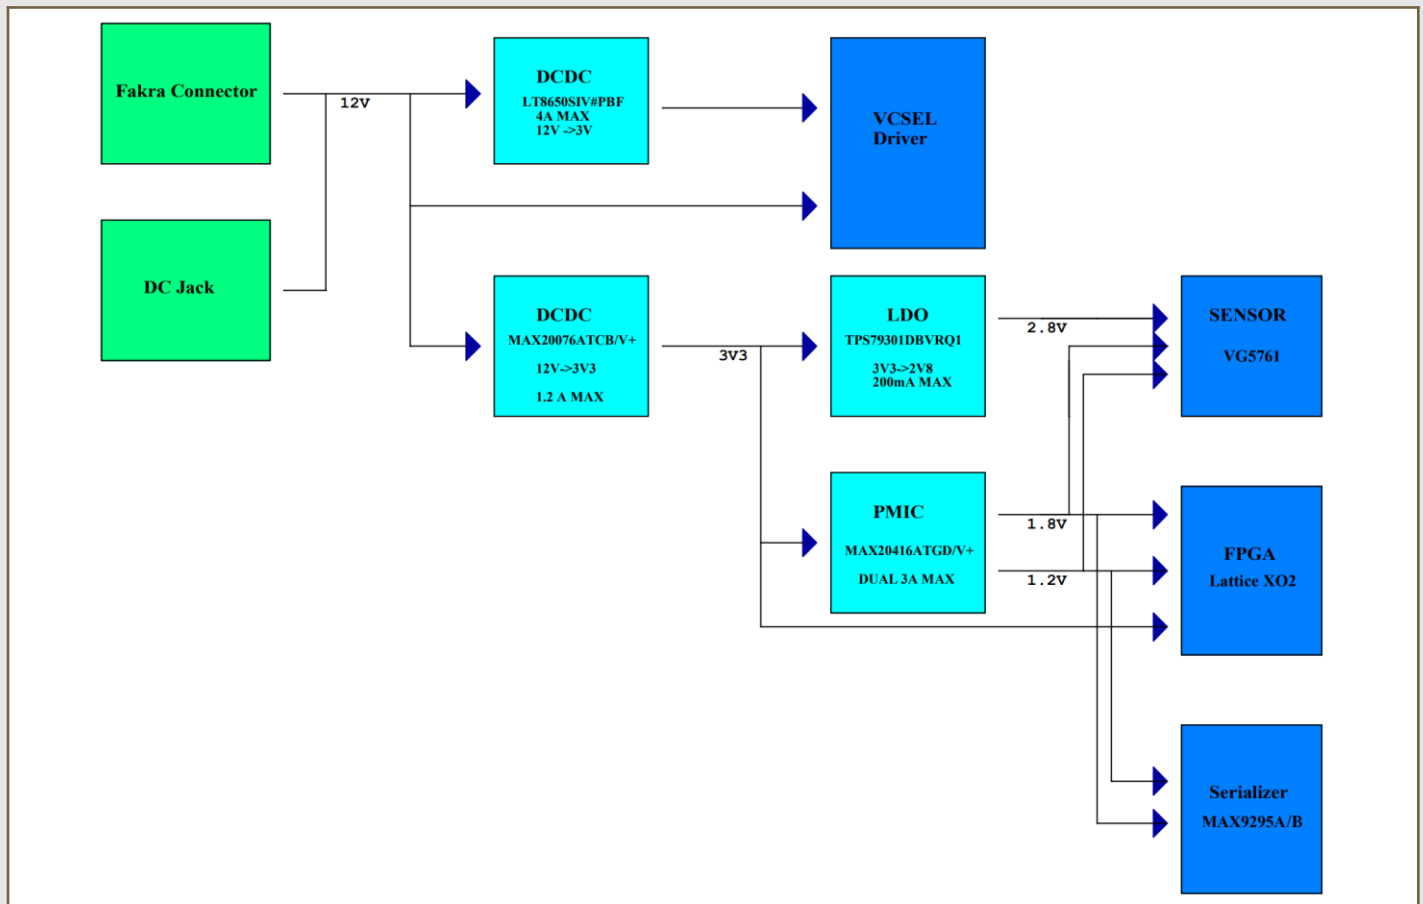 Fakra Connector
12V
DC Jack
DCDC
LT8650SIV#PBF
4A MAX
12V ->3V
VCSEL
Driver
DCDC
MAX20076ATCB/V+
12V->3V3
1.2 A MAX
3V3
LDO
TPS79301DBVRQ1
3V3->2V8
200mA MAX
2.8V
SENSOR
VG5761
PMIC
MAX20416ATGD/V+
DUAL 3A MAX
1.8V
1.2V
FPGA
Lattice XO2
Serializer
MAX9295A/B